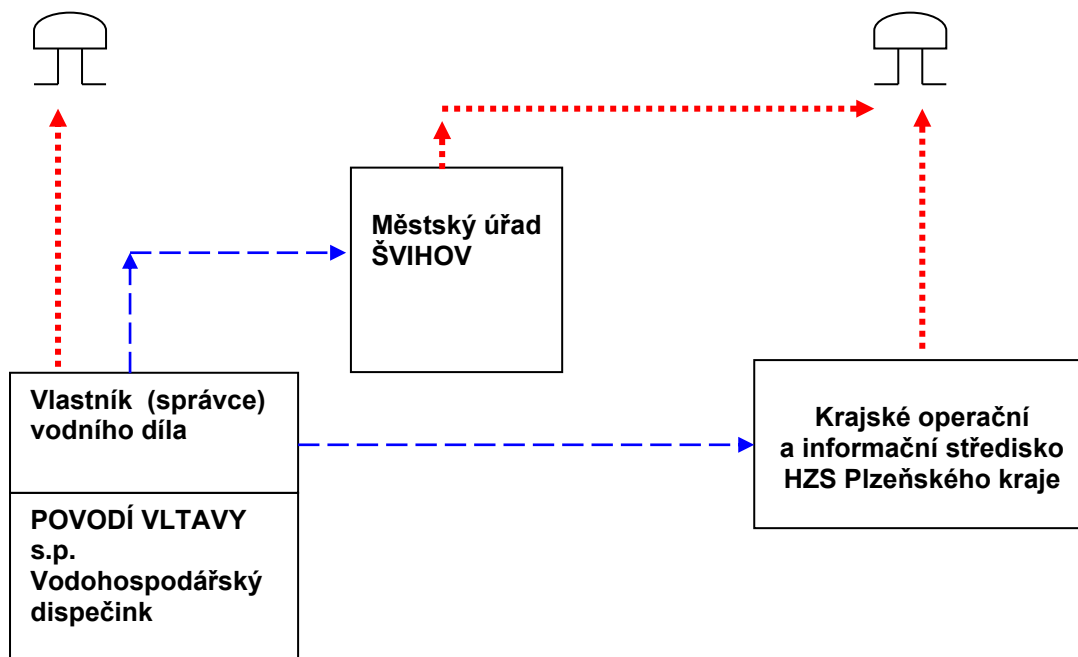 Městský úřad
ŠVIHOV
Vlastník (správce)
vodního díla
Krajské operační
a informační středisko
HZS Plzeňského kraje
POVODÍ VLTAVY
s.p.
Vodohospodářský
dispečink